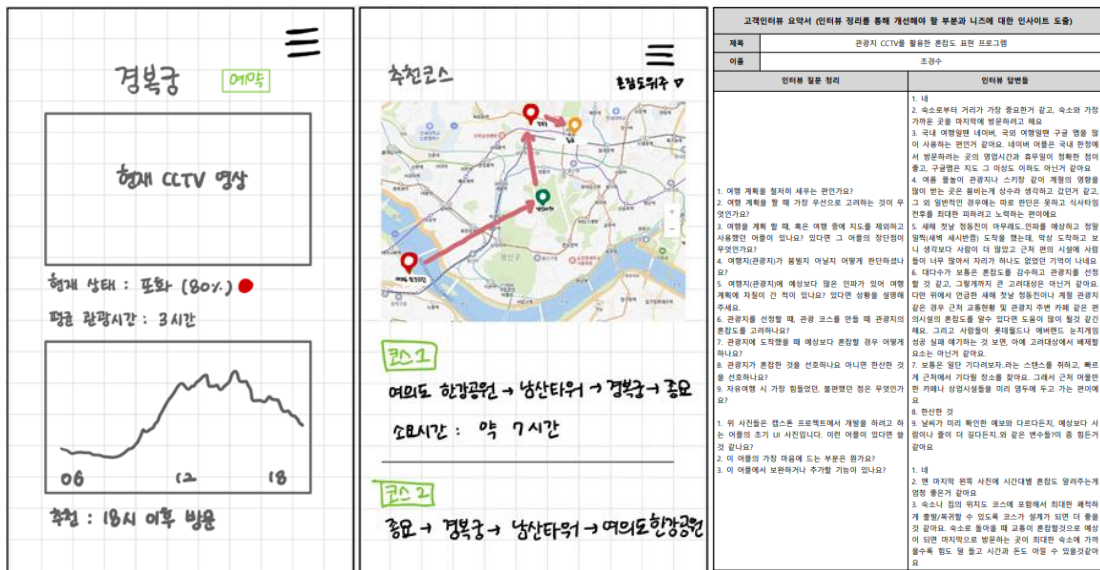 경복궁
예약
현재 CCTV 영상
현재 상태 : 포화 (80%)
평균 관광시간 : 3시간
06 12 18
추천 : 18시 이후 방문
추천코스
혼잡도위주 ▽
코스 1
여의도 한강공원 → 남산타워 → 경복궁 → 종묘
소요시간 : 약 7시간
코스 2
종묘 → 경복궁 → 남산타워 → 여의도한강공원
고객인터뷰 요약서 (인터뷰 정리를 통해 개선해야 할 부분과 니즈에 대한 인사이트 도출)
제목
관광지 CCTV를 활용한 혼잡도 표현 프로그램
이름
조경수
인터뷰 질문 정리
1. 여행 계획을 철저히 세우는 편인가요?
2. 여행 계획을 짤 때 가장 우선으로 고려하는 것이 무
엇인가요?
3. 여행을 계획 할 때, 혹은 여행 중에 지도를 제외하고
사용했던 어플이 있나요? 있다면 그 어플의 장단점이
무엇인가요?
4. 여행지(관광지)가 붐빌지 아닐지 어떻게 판단하셨나
요?
5. 여행지(관광지)에 예상보다 많은 인파가 있어 여행
계획에 차질이 간 적이 있나요? 있다면 상황을 설명해
주세요.
6. 관광지를 선정할 때, 관광 코스를 만들 때 관광지의
혼잡도를 고려하나요?
7. 관광지에 도착했을 때 예상보다 혼잡할 경우 어떻게
하나요?
8. 관광지가 혼잡한 것을 선호하나요 아니면 한산한 것
을 선호하나요?
9. 자유여행 시 가장 힘들었던, 불편했던 점은 무엇인가
요?
1. 위 사진들은 캡스톤 프로젝트에서 개발을 하려고 하
는 어플의 초기 UI 사진입니다. 이런 어플이 있다면 쓸
것 같나요?
2. 이 어플의 가장 마음에 드는 부분은 뭔가요?
3. 이 어플에서 보완하거나 추가할 기능이 있나요?
인터뷰 답변들
1. 네
2. 숙소로부터 거리가 가장 중요한거 같고, 숙소와 가장
가까운 곳을 마지막에 방문하려고 해요
3. 국내 여행일땐 네이버, 국외 여행일땐 구글 맵을 많
이 사용하는 편인거 같아요. 네이버 어플은 국내 한정에
서 방문하려는 곳의 영업시간과 휴무일이 정확한 점이
좋고, 구글맵은 지도 그 이상도 이하도 아닌거 같아요
4. 여름 물놀이 관광지나 스키장 같이 계절의 영향을
많이 받는 곳은 붐비는게 상수라 생각하고 갔던거 같고,
그 외 일반적인 경우에는 따로 판단은 못하고 식사타임
전후를 최대한 피하려고 노력하는 편이에요
5. 새해 첫날 정동진이 아무래도 인파를 예상하고 정말
일찍(새벽 세시반쯤) 도착을 했는데, 막상 도착하고 보
니 생각보다 사람이 더 많았고 근처 편의 시설에 사람
들이 너무 많아서 자리가 하나도 없었던 기억이 나네요
6. 대다수가 보통은 혼잡도를 감수하고 관광지를 선정
할 것 같고, 그렇게까지 큰 고려대상은 아닌거 같아요.
다만 위에서 언급한 새해 첫날 정동진이나 계절 관광지
같은 경우 근처 교통현황 및 관광지 주변 카페 같은 편
의시설의 혼잡도를 알수 있다면 도움이 많이 될것 같긴
해요. 그리고 사람들이 롯데월드나 에버랜드 눈치게임
성공 실패 얘기하는 것 보면, 아예 고려대상에서 배제할
요소는 아닌거 같아요.
7. 보통은 일단 기다려보자.라는 스탠스를 취하고, 빠르
게 근처에서 기다릴 장소를 찾아요. 그래서 근처 머물만
한 카페나 상업시설들을 미리 염두에 두고 가는 편이에
요
8. 한산한 것
9. 날씨가 미리 확인한 예보와 다르다든지, 예상보다 사
람이나 줄이 더 길다든지.와 같은 변수들?이 좀 힘든거
같아요
1. 네
2. 맨 마지막 왼쪽 사진에 시간대별 혼잡도 알려주는게
엄청 좋은거 같아요
3. 숙소나 집의 위치도 코스에 포함해서 최대한 쾌적하
게 출발/복귀할 수 있도록 코스가 설계가 되면 더 좋을
것 같아요. 숙소로 돌아올 때 교통이 혼잡할것으로 예상
이 되면 마지막으로 방문하는 곳이 최대한 숙소에 가까
울수록 힘도 덜 들고 시간과 돈도 아낄 수 있을것같아
요